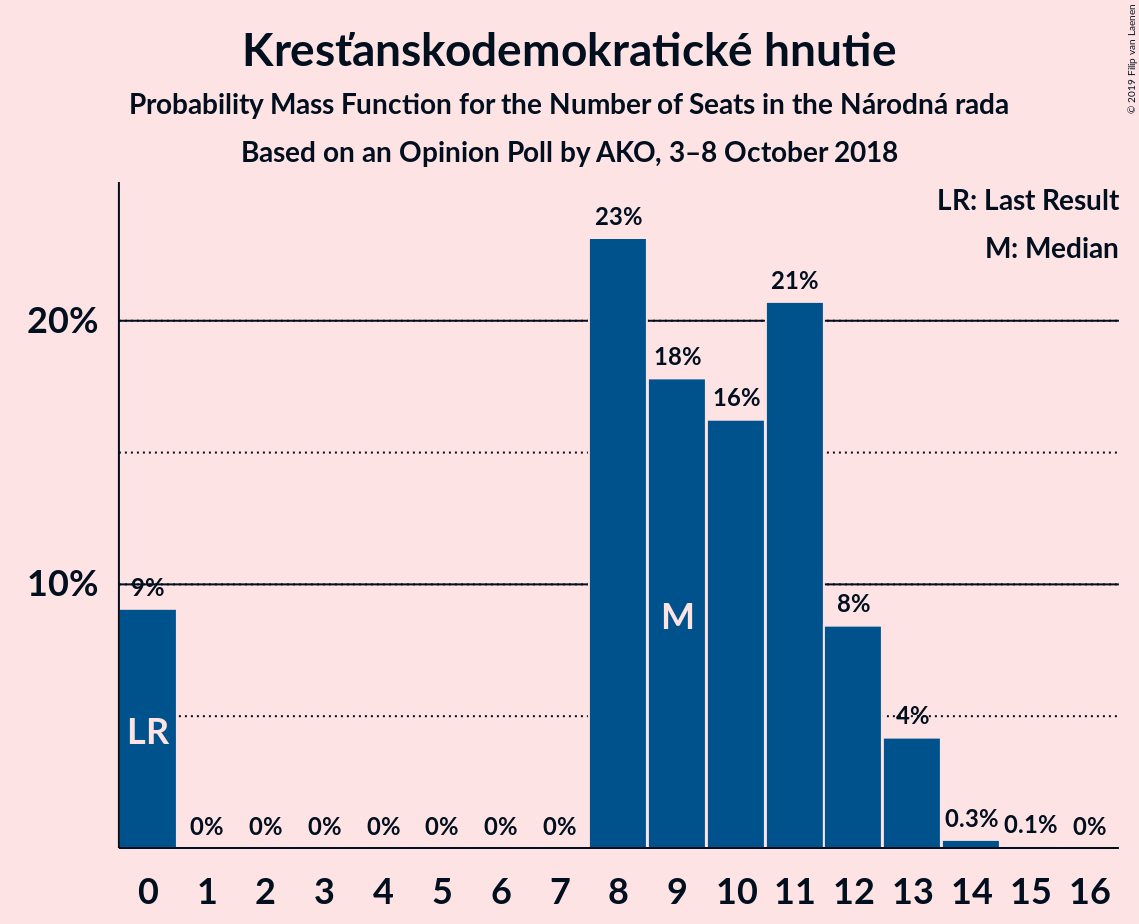 Kresťanskodemokratické hnutie
Probability Mass Function for the Number of Seats in the Národná rada
Based on an Opinion Poll by AKO, 3–8 October 2018
© 2019 Filip van Laenen
LR: Last Result
M: Median
20%
10%
9%
0%
0%
0%
0%
0%
0%
0%
23%
18%
16%
21%
8%
4%
0.3%
0.1%
0%
LR
M
0 1 2 3 4 5 6 7 8 9 10 11 12 13 14 15 16